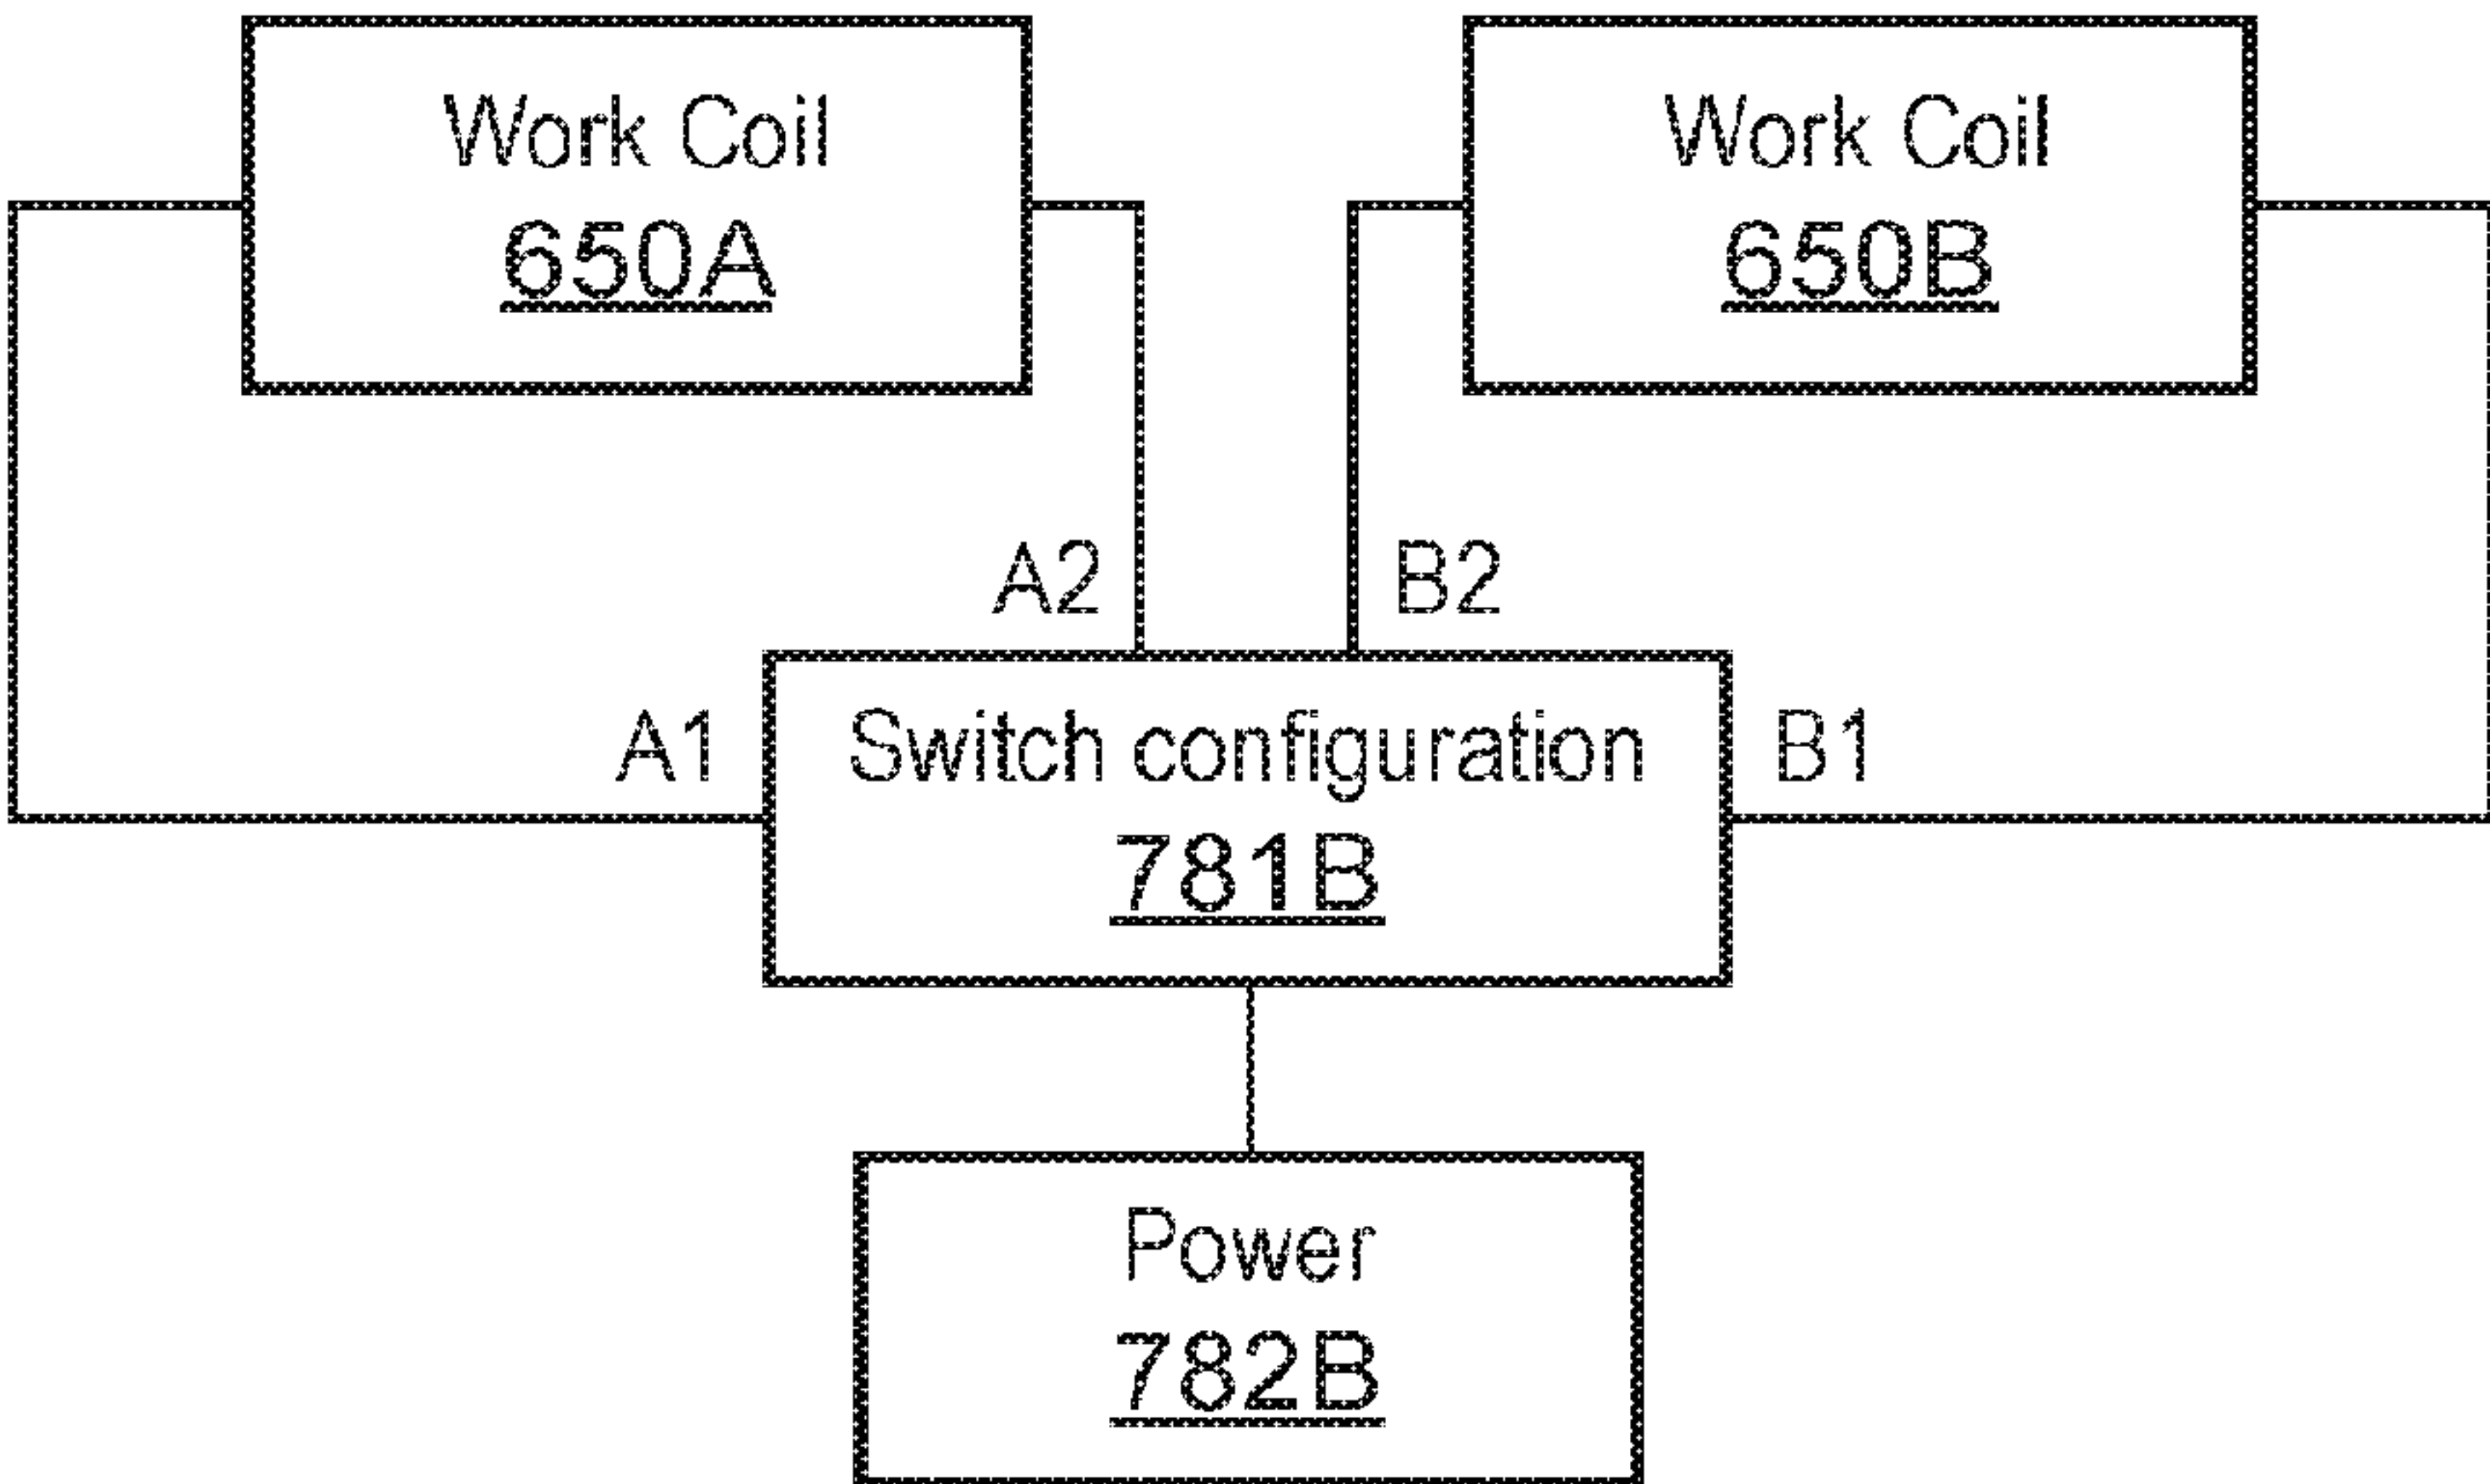 Work Coil
650A
Work Coil
650B
A2
B2
A1
Switch configuration
781B
B1
Power
782B